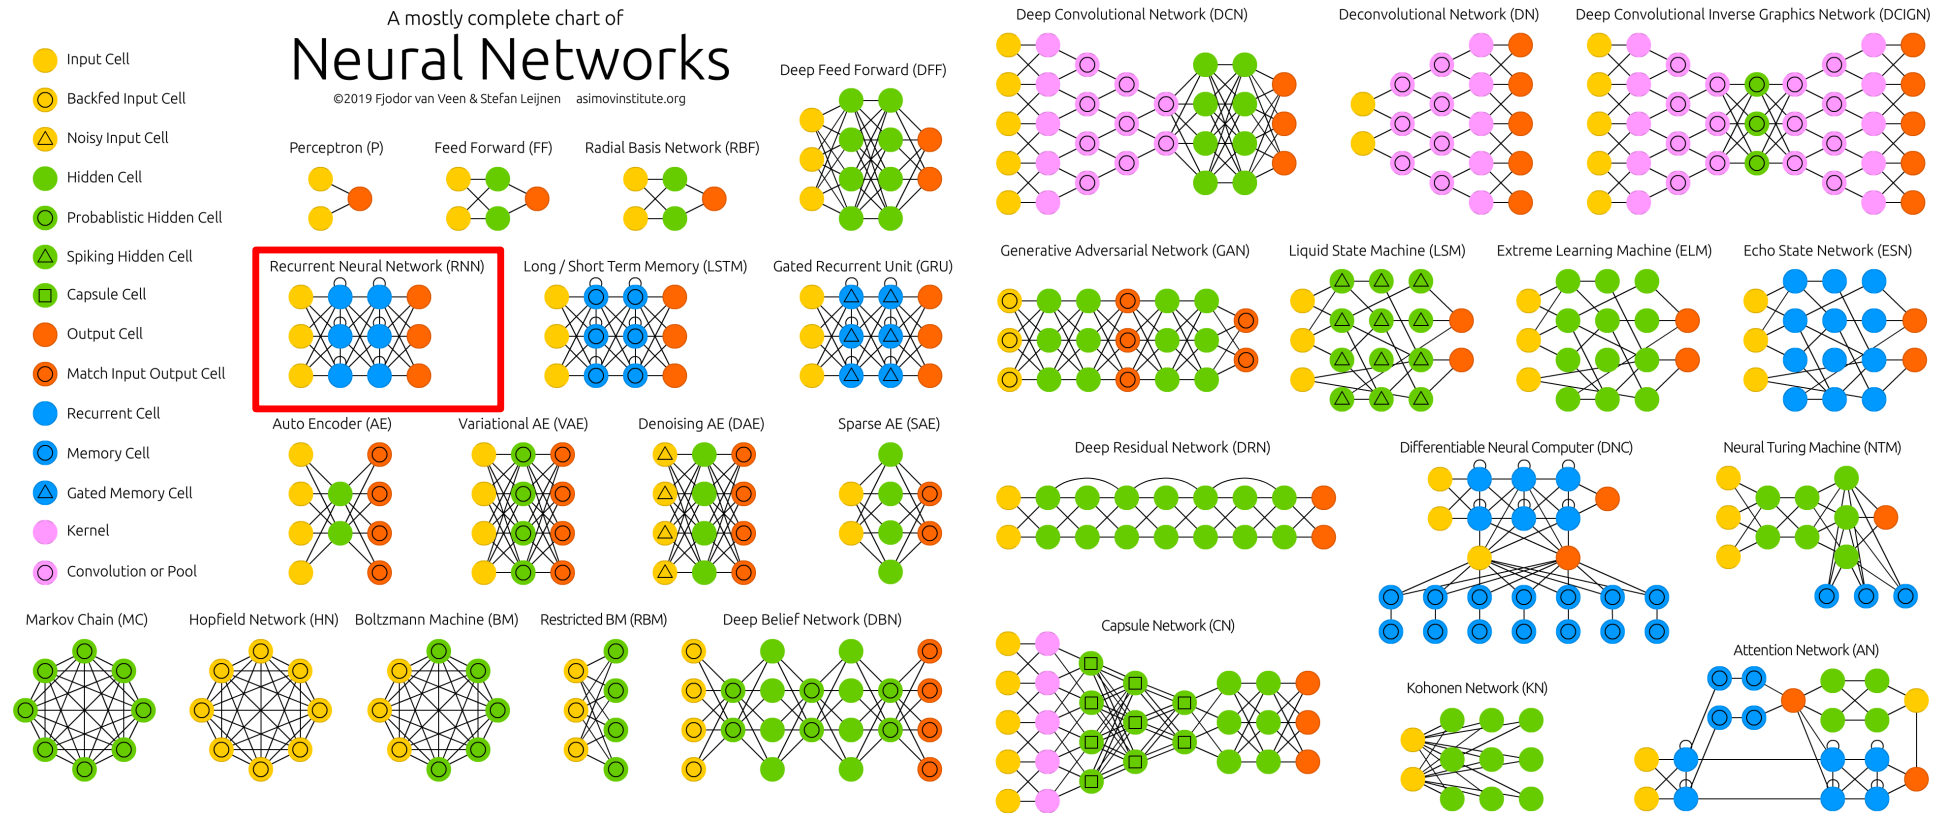 A mostly complete chart of
Neural Networks
©2019 Fjodor van Veen & Stefan Leijnen asimovinstitute.org
Input Cell
Backfed Input Cell
Noisy Input Cell
Hidden Cell
Probablistic Hidden Cell
Spiking Hidden Cell
Capsule Cell
Output Cell
Match Input Output Cell
Recurrent Cell
Memory Cell
Gated Memory Cell
Kernel
Convolution or Pool
Perceptron (P)
Feed Forward (FF)
Radial Basis Network (RBF)
Deep Feed Forward (DFF)
Recurrent Neural Network (RNN)
Long / Short Term Memory (LSTM)
Gated Recurrent Unit (GRU)
Auto Encoder (AE)
Variational AE (VAE)
Denoising AE (DAE)
Sparse AE (SAE)
Markov Chain (MC)
Hopfield Network (HN)
Boltzmann Machine (BM)
Restricted BM (RBM)
Deep Belief Network (DBN)
Deep Convolutional Network (DCN)
Deconvolutional Network (DN)
Deep Convolutional Inverse Graphics Network (DCIGN)
Generative Adversarial Network (GAN)
Liquid State Machine (LSM)
Extreme Learning Machine (ELM)
Echo State Network (ESN)
Deep Residual Network (DRN)
Differentiable Neural Computer (DNC)
Neural Turing Machine (NTM)
Capsule Network (CN)
Kohonen Network (KN)
Attention Network (AN)